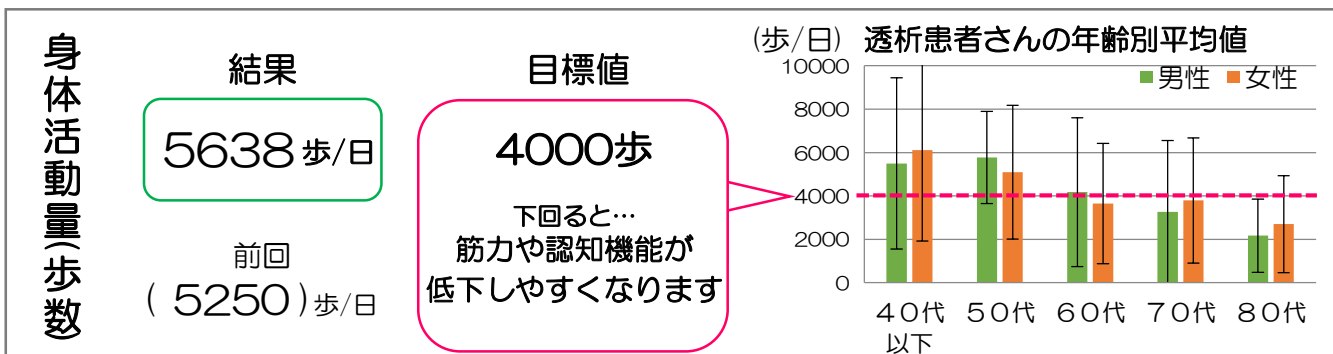 身体活動量(歩数)
結果
5638歩/日
前回
(5250)歩/日
目標値
4000歩
下回ると…
筋力や認知機能が
低下しやすくなります
(歩/日) 透析患者さんの年齢別平均値
男性 女性
10000
8000
6000
4000
2000
0
40代 50代 60代 70代 80代
以下